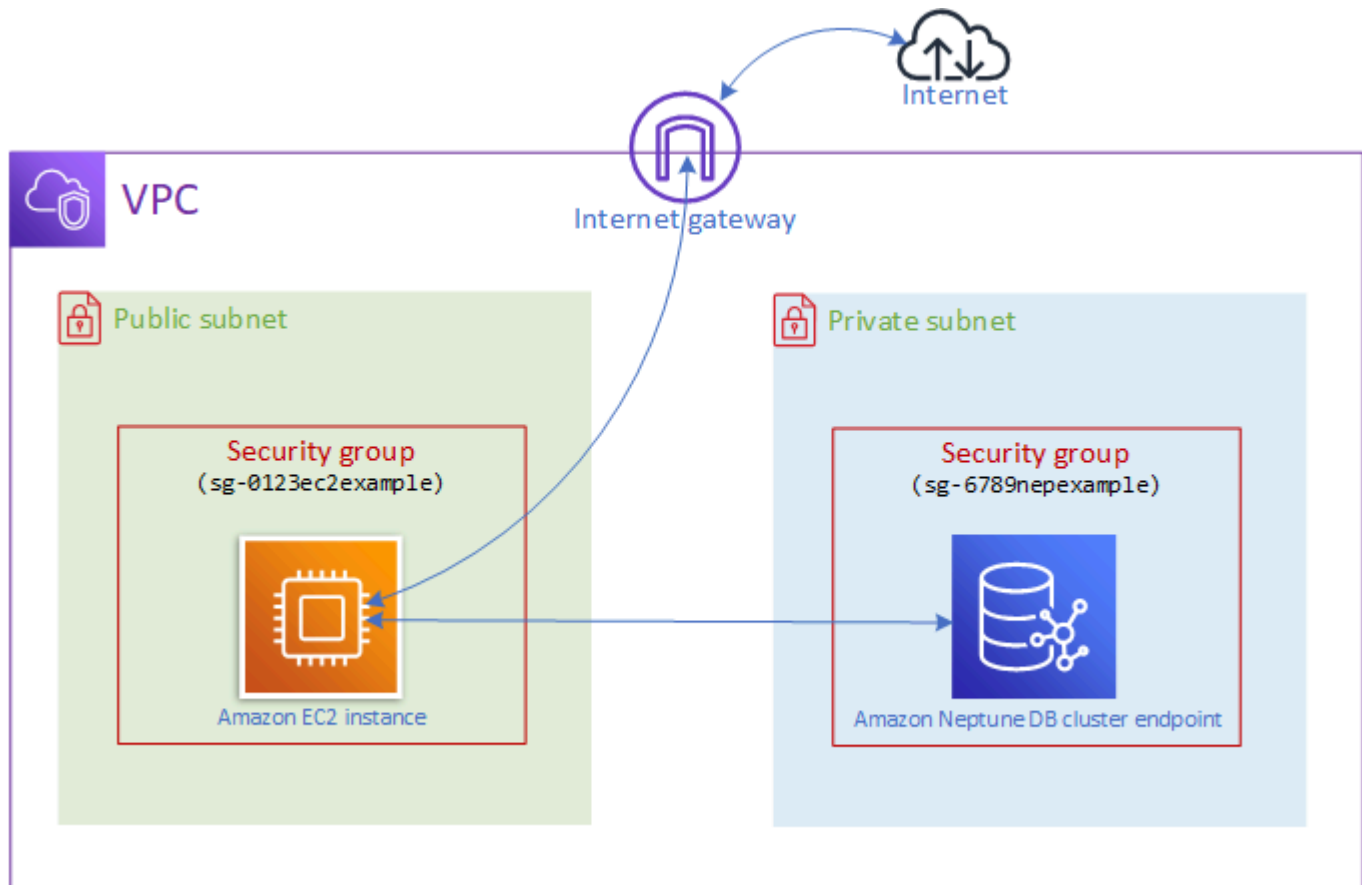 Internet
VPC
Internet gateway
Public subnet
Private subnet
Security group
(sg-0123ec2example)
Security group
(sg-6789nepexample)
Amazon EC2 instance
Amazon Neptune DB cluster endpoint